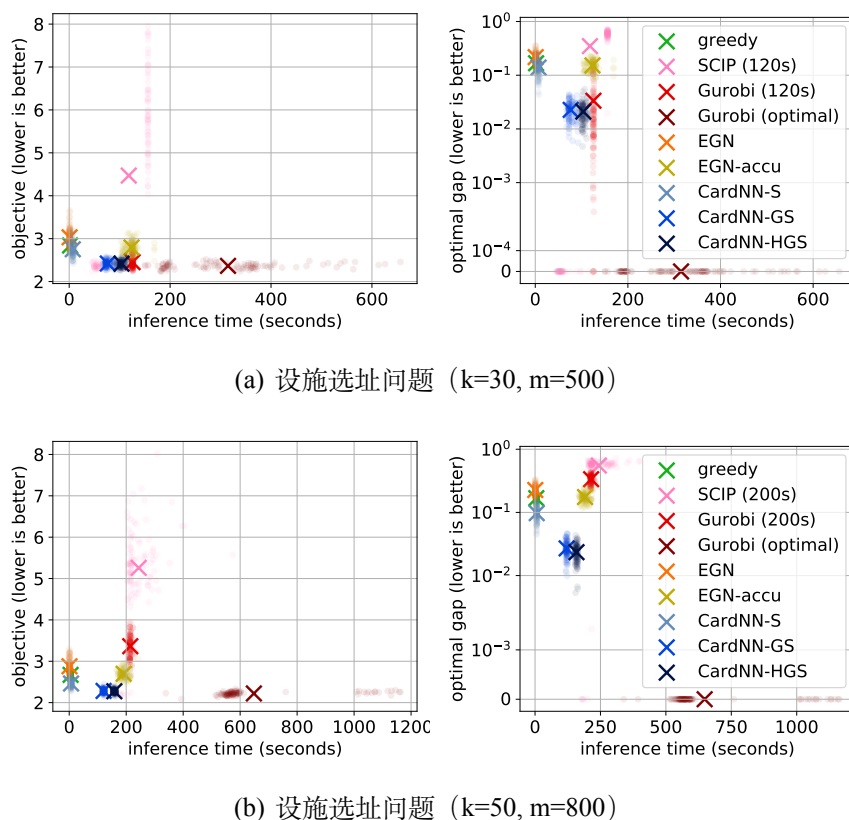 8
7
6
5
4
3
2
0
200
400
600
objective (lower is better)
inference time (seconds)
10⁰
10⁻¹
10⁻²
10⁻³
10⁻⁴
0
0
200
400
600
optimal gap (lower is better)
inference time (seconds)
greedy
SCIP (120s)
Gurobi (120s)
Gurobi (optimal)
EGN
EGN-accu
CardNN-S
CardNN-GS
CardNN-HGS
(a) 设施选址问题（k=30, m=500）
8
7
6
5
4
3
2
0
200
400
600
800
1000
1200
objective (lower is better)
inference time (seconds)
10⁰
10⁻¹
10⁻²
10⁻³
0
0
250
500
750
1000
optimal gap (lower is better)
inference time (seconds)
greedy
SCIP (200s)
Gurobi (200s)
Gurobi (optimal)
EGN
EGN-accu
CardNN-S
CardNN-GS
CardNN-HGS
(b) 设施选址问题（k=50, m=800）